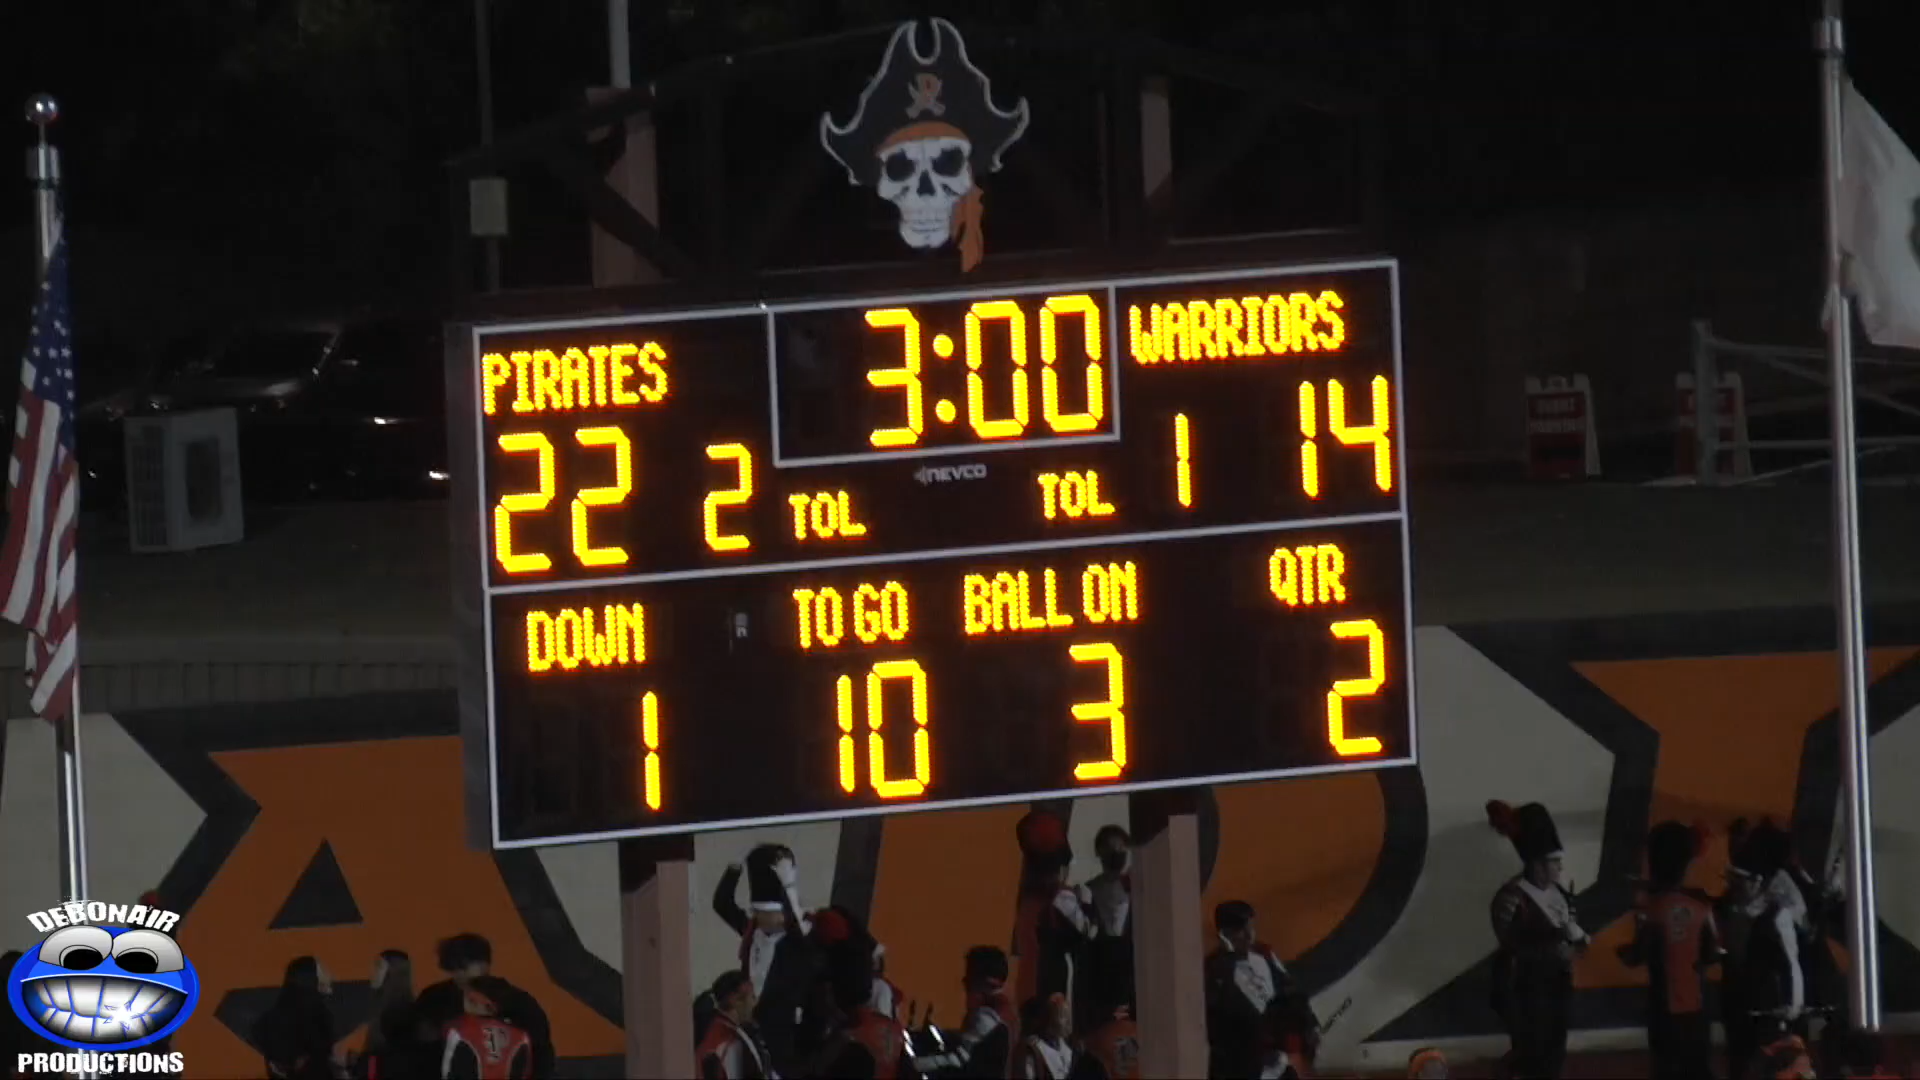 PIRATES 3:00 WARRIORS
22 2 TOL NEVCO TOL 1 14
DOWN TO GO BALL ON QTR
1 10 3 2
DEBONAIR
PRODUCTIONS